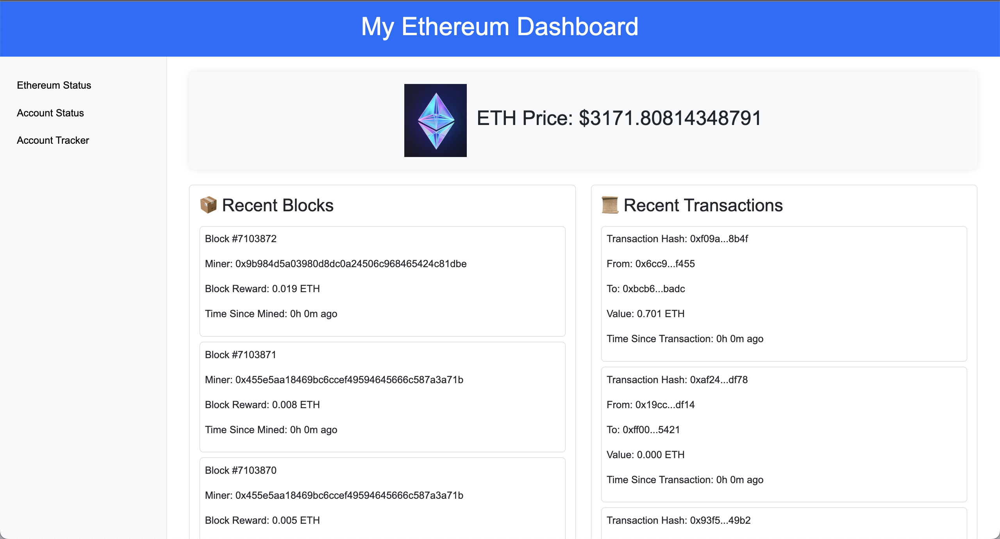 My Ethereum Dashboard
Ethereum Status
Account Status
Account Tracker
ETH Price: $3171.80814348791
Recent Blocks
Block #7103872
Miner: 0x9b984d5a03980d8dc0a24506c968465424c81dbe
Block Reward: 0.019 ETH
Time Since Mined: 0h 0m ago
Block #7103871
Miner: 0x455e5aa18469bc6ccef49594645666c587a3a71b
Block Reward: 0.008 ETH
Time Since Mined: 0h 0m ago
Block #7103870
Miner: 0x455e5aa18469bc6ccef49594645666c587a3a71b
Block Reward: 0.005 ETH
Recent Transactions
Transaction Hash: 0xf09a...8b4f
From: 0x6cc9...f455
To: 0xbcb6...badc
Value: 0.701 ETH
Time Since Transaction: 0h 0m ago
Transaction Hash: 0xaf24...df78
From: 0x19cc...df14
To: 0xff00...5421
Value: 0.000 ETH
Time Since Transaction: 0h 0m ago
Transaction Hash: 0x93f5...49b2